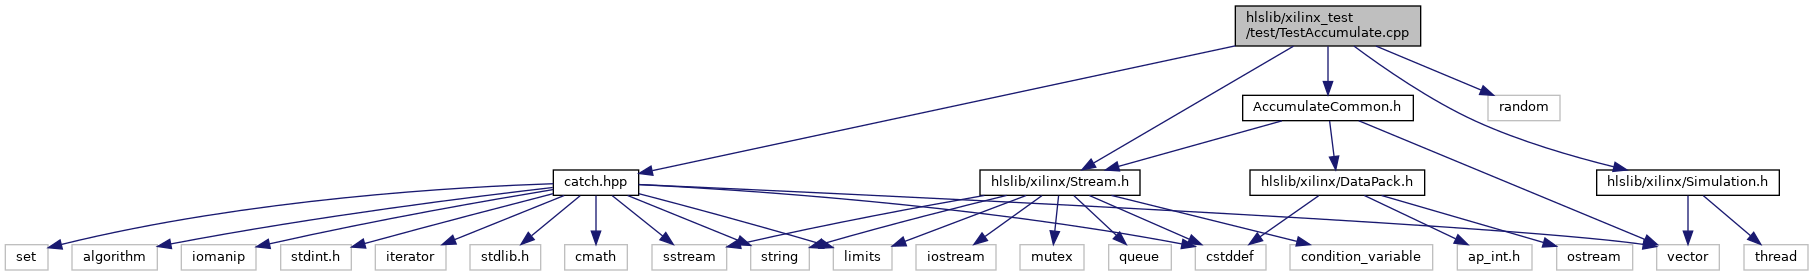 hlslib/xilinx_test
/test/TestAccumulate.cpp
AccumulateCommon.h
random
catch.hpp
hlslib/xilinx/Stream.h
hlslib/xilinx/DataPack.h
hlslib/xilinx/Simulation.h
set
algorithm
iomanip
stdint.h
iterator
stdlib.h
cmath
sstream
string
limits
iostream
mutex
queue
cstddef
condition_variable
ap_int.h
ostream
vector
thread